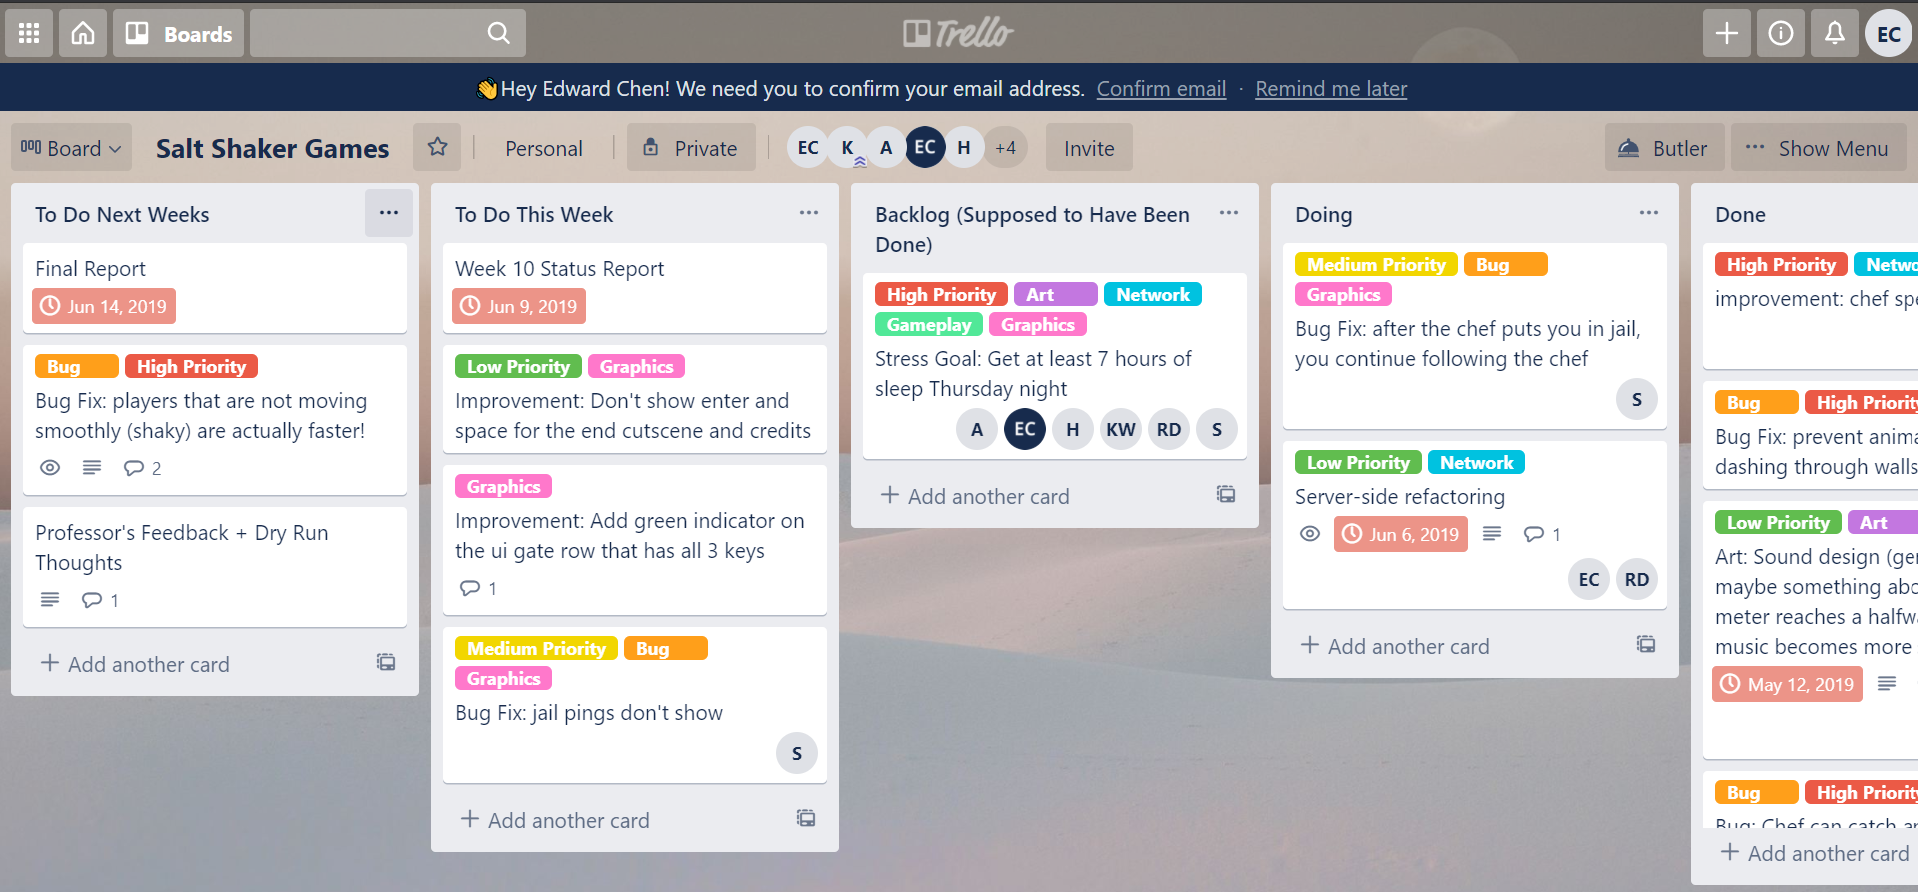 Boards
Trello
EC
👋Hey Edward Chen! We need you to confirm your email address. Confirm email · Remind me later
Board
Salt Shaker Games
Personal
Private
EC K A EC H +4
Invite
Butler
··· Show Menu
To Do Next Weeks
Final Report
Jun 14, 2019
Bug High Priority
Bug Fix: players that are not moving
smoothly (shaky) are actually faster!
2
Professor's Feedback + Dry Run
Thoughts
1
+ Add another card
To Do This Week
Week 10 Status Report
Jun 9, 2019
Low Priority Graphics
Improvement: Don't show enter and
space for the end cutscene and credits
Graphics
Improvement: Add green indicator on
the ui gate row that has all 3 keys
1
Medium Priority Bug
Graphics
Bug Fix: jail pings don't show
S
+ Add another card
Backlog (Supposed to Have Been
Done)
High Priority Art Network
Gameplay Graphics
Stress Goal: Get at least 7 hours of
sleep Thursday night
A EC H KW RD S
+ Add another card
Doing
Medium Priority Bug
Graphics
Bug Fix: after the chef puts you in jail,
you continue following the chef
S
Low Priority Network
Server-side refactoring
Jun 6, 2019 1
EC RD
+ Add another card
Done
High Priority Netwo
improvement: chef spe
Bug High Priority
Bug Fix: prevent anima
dashing through walls
Low Priority Art
Art: Sound design (ger
maybe something abo
meter reaches a halfwa
music becomes more
May 12, 2019
Bug High Priority
Bug: Chef can catch a
+ Add another card